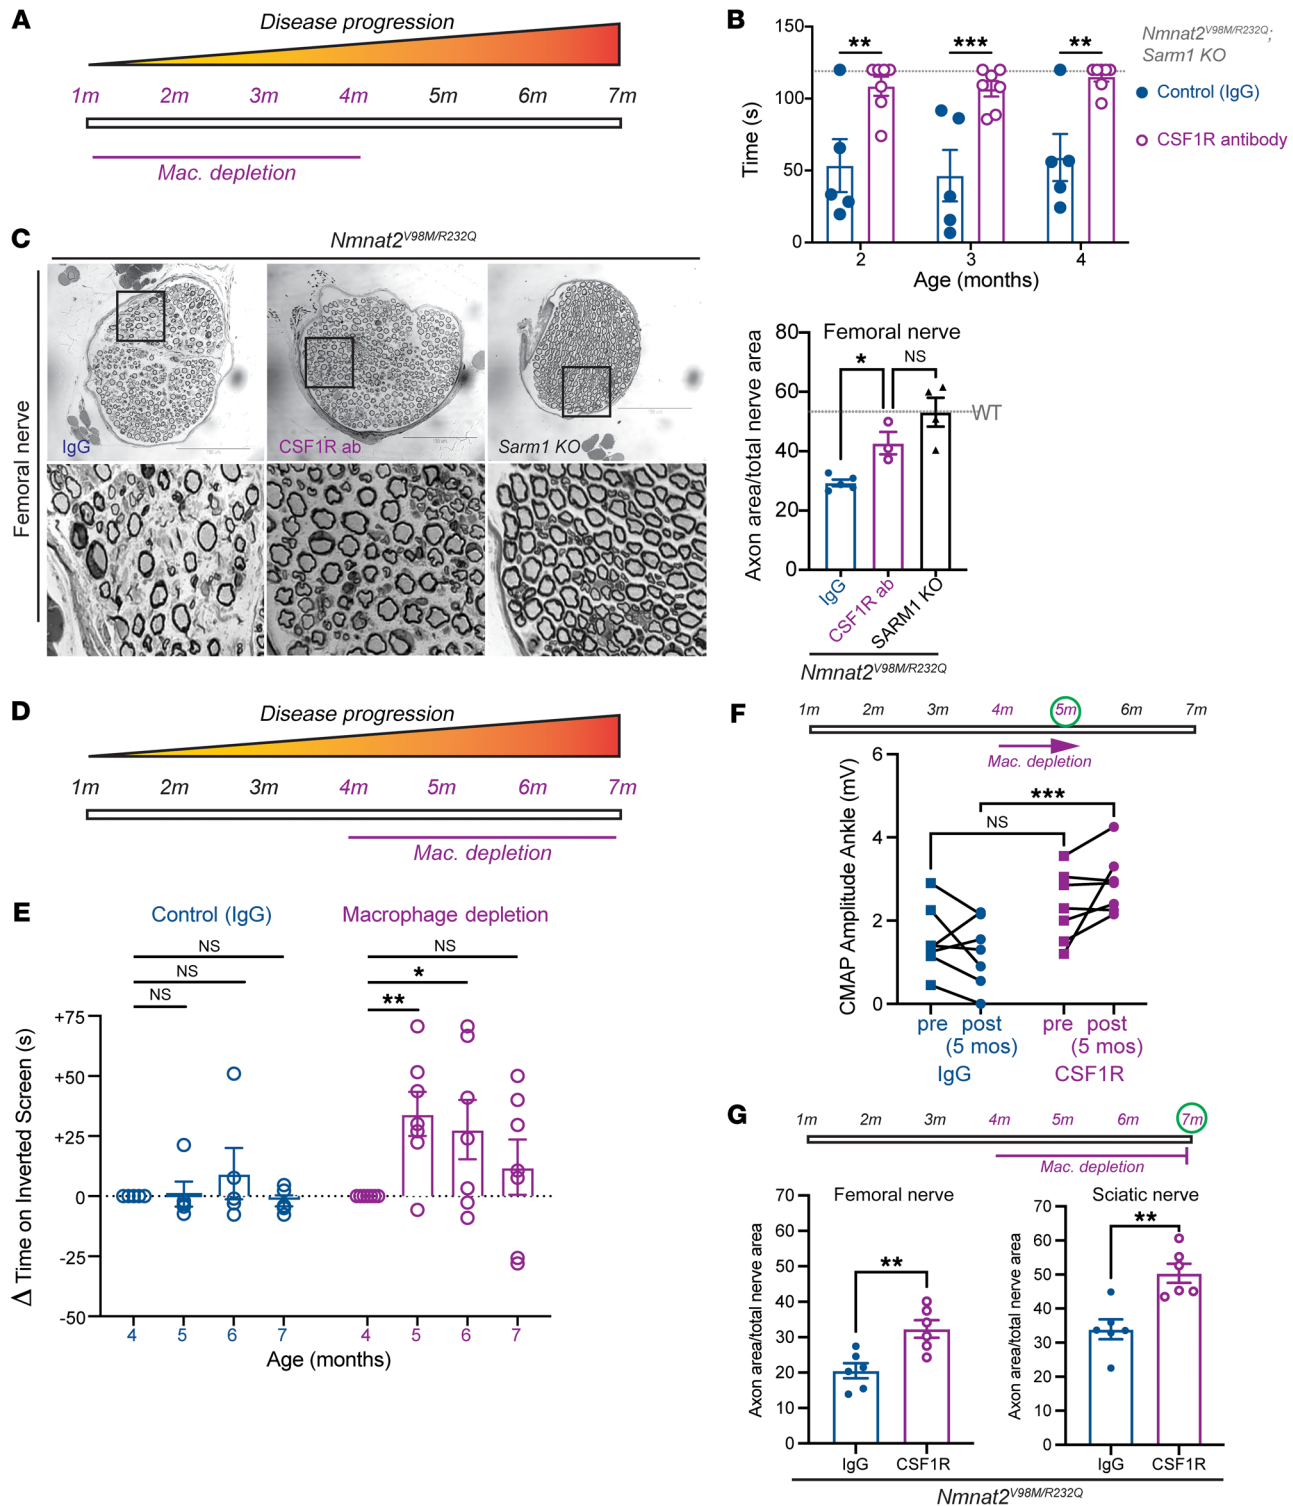 A
Disease progression
1m 2m 3m 4m 5m 6m 7m
Mac. depletion
B
150
100
50
0
Time (s)
** *** **
2 3 4
Age (months)
Nmnat2V98M/R232Q;
Sarm1 KO
Control (IgG)
CSF1R antibody
C
Nmnat2V98M/R232Q
Femoral nerve
IgG
CSF1R ab
Sarm1 KO
80
60
40
20
0
Axon area/total nerve area
Femoral nerve
* NS
WT
IgG
CSF1R ab
SARM1 KO
Nmnat2V98M/R232Q
D
Disease progression
1m 2m 3m 4m 5m 6m 7m
Mac. depletion
E
Control (IgG)
NS
NS
NS
Macrophage depletion
NS
*
**
+75
+50
+25
0
-25
-50
Δ Time on Inverted Screen (s)
4 5 6 7 4 5 6 7
Age (months)
F
1m 2m 3m 4m 5m 6m 7m
Mac. depletion
6
4
2
0
CMAP Amplitude Ankle (mV)
***
NS
pre post pre post
(5 mos) (5 mos)
IgG CSF1R
G
1m 2m 3m 4m 5m 6m 7m
Mac. depletion
Femoral nerve
70
60
50
40
30
20
10
0
Axon area/total nerve area
**
IgG CSF1R
Sciatic nerve
70
60
50
40
30
20
10
0
Axon area/total nerve area
**
IgG CSF1R
Nmnat2V98M/R232Q